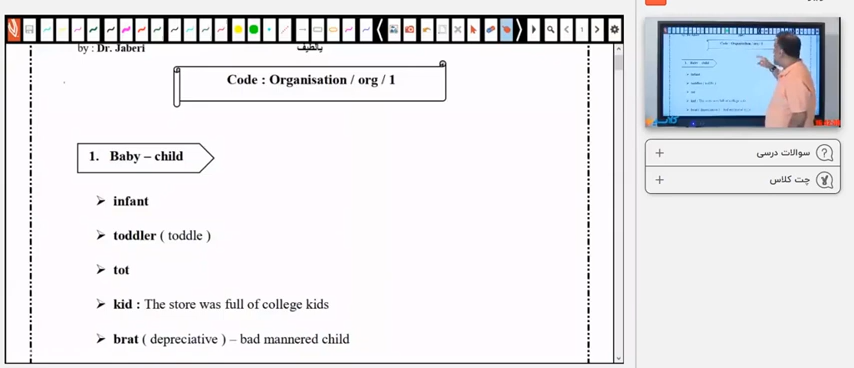 by : Dr. Jaberi
یالطیف
Code : Organisation / org / 1
1. Baby – child
➢ infant
➢ toddler ( toddle )
➢ tot
➢ kid : The store was full of college kids
➢ brat ( depreciative ) – bad mannered child
سوالات درسی
چت کلاس